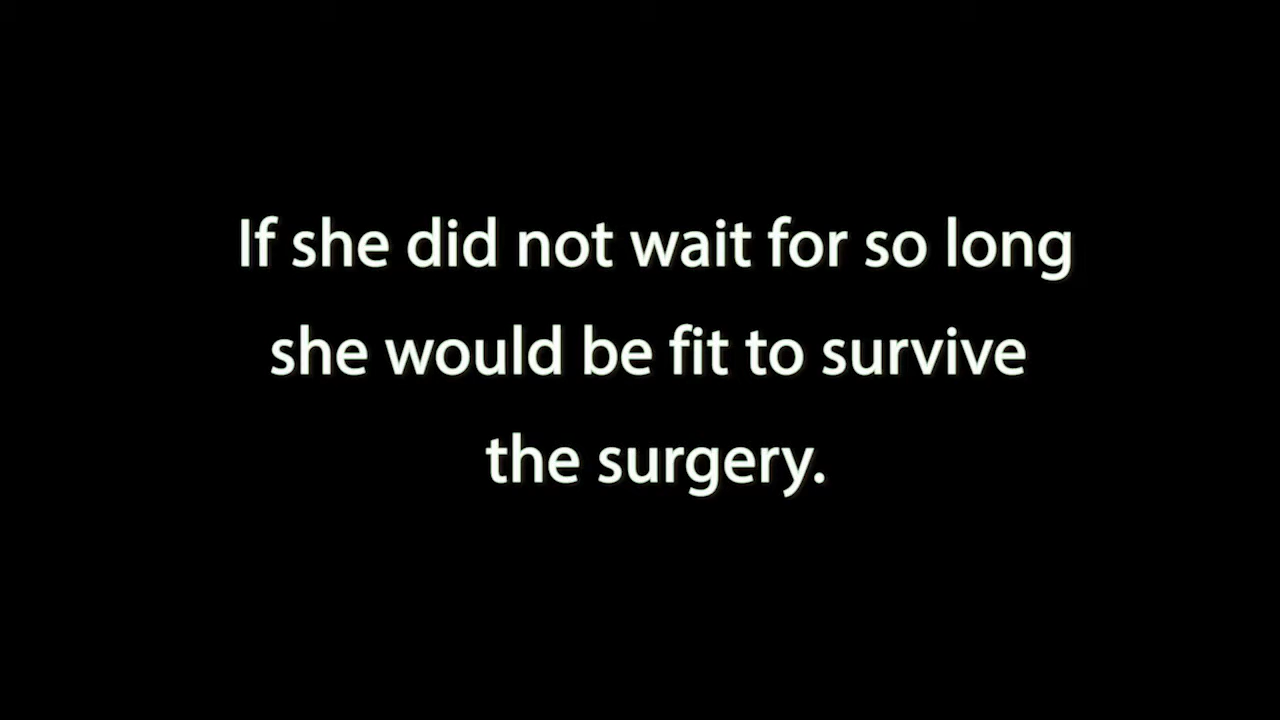 If she did not wait for so long
she would be fit to survive
the surgery.